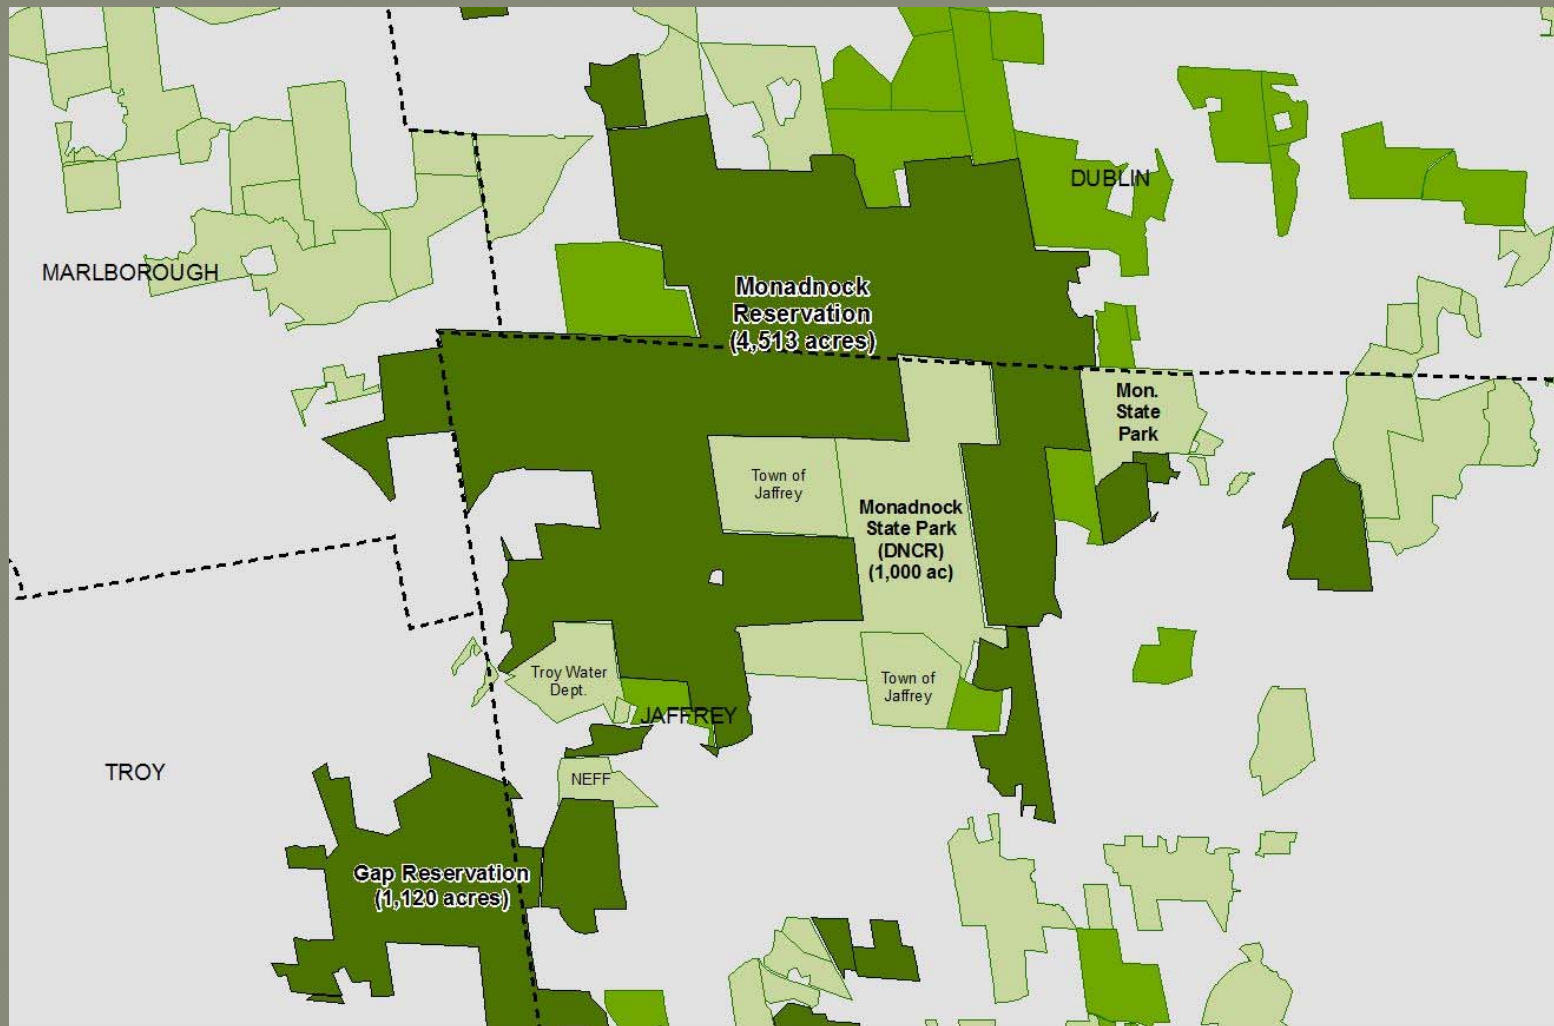 DUBLIN
MARLBOROUGH
Monadnock
Reservation
(4,513 acres)
Mon.
State
Park
Town of
Jaffrey
Monadnock
State Park
(DNCR)
(1,000 ac)
Troy Water
Dept.
Town of
Jaffrey
JAFFREY
TROY
NEFF
Gap Reservation
(1,120 acres)